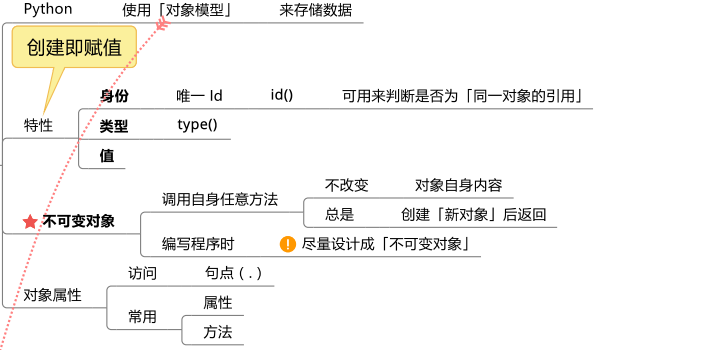 Python 使用「对象模型」 来存储数据
创建即赋值
身份 唯一 Id id() 可用来判断是否为「同一对象的引用」
特性 类型 type()
值
不改变 对象自身内容
调用自身任意方法
总是 创建「新对象」后返回
不可变对象
编写程序时 ! 尽量设计成「不可变对象」
访问 句点 ( . )
对象属性
属性
常用
方法